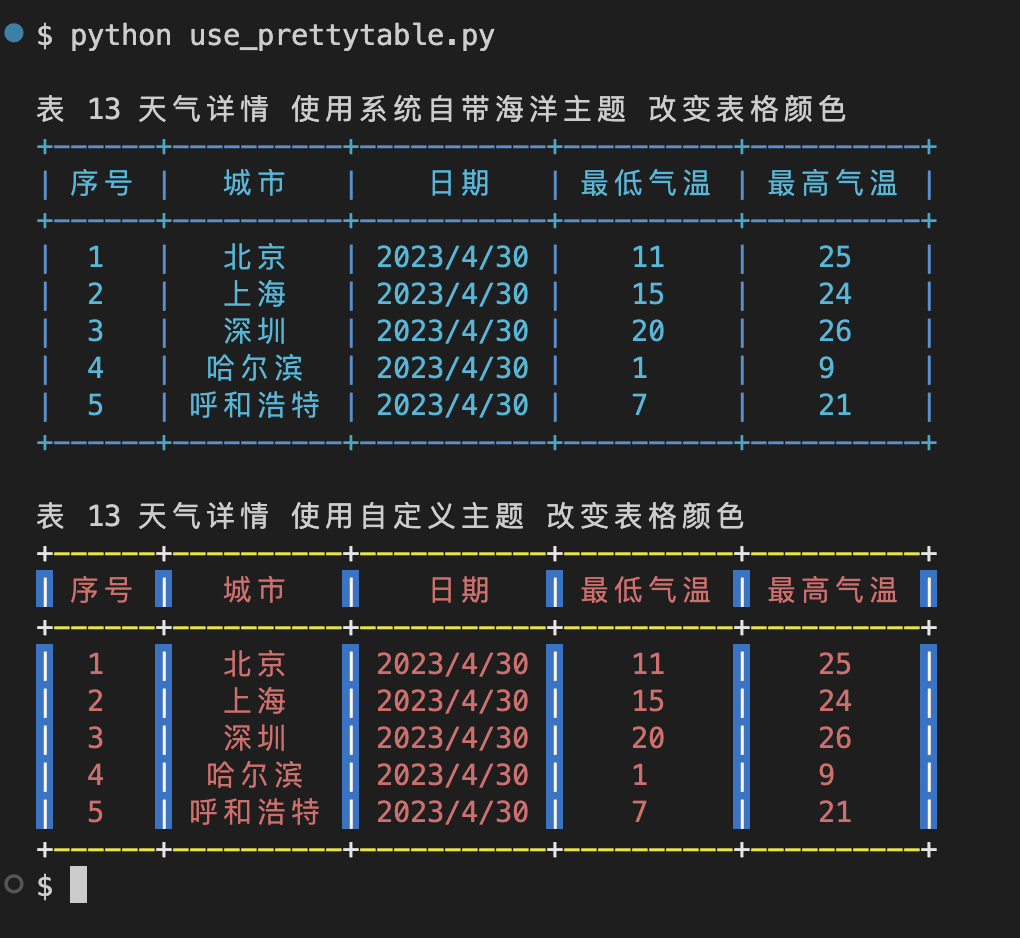 $ python use_prettytable.py
表 13 天气详情 使用系统自带海洋主题 改变表格颜色
+------+----------+-----------+----------+----------+
| 序号 |   城市   |    日期   | 最低气温 | 最高气温 |
+------+----------+-----------+----------+----------+
|  1   |   北京   | 2023/4/30 |    11    |    25    |
|  2   |   上海   | 2023/4/30 |    15    |    24    |
|  3   |   深圳   | 2023/4/30 |    20    |    26    |
|  4   |  哈尔滨  | 2023/4/30 |    1     |    9     |
|  5   | 呼和浩特 | 2023/4/30 |    7     |    21    |
+------+----------+-----------+----------+----------+
表 13 天气详情 使用自定义主题 改变表格颜色
+------+----------+-----------+----------+----------+
| 序号 |   城市   |    日期   | 最低气温 | 最高气温 |
+------+----------+-----------+----------+----------+
|  1   |   北京   | 2023/4/30 |    11    |    25    |
|  2   |   上海   | 2023/4/30 |    15    |    24    |
|  3   |   深圳   | 2023/4/30 |    20    |    26    |
|  4   |  哈尔滨  | 2023/4/30 |    1     |    9     |
|  5   | 呼和浩特 | 2023/4/30 |    7     |    21    |
+------+----------+-----------+----------+----------+
$